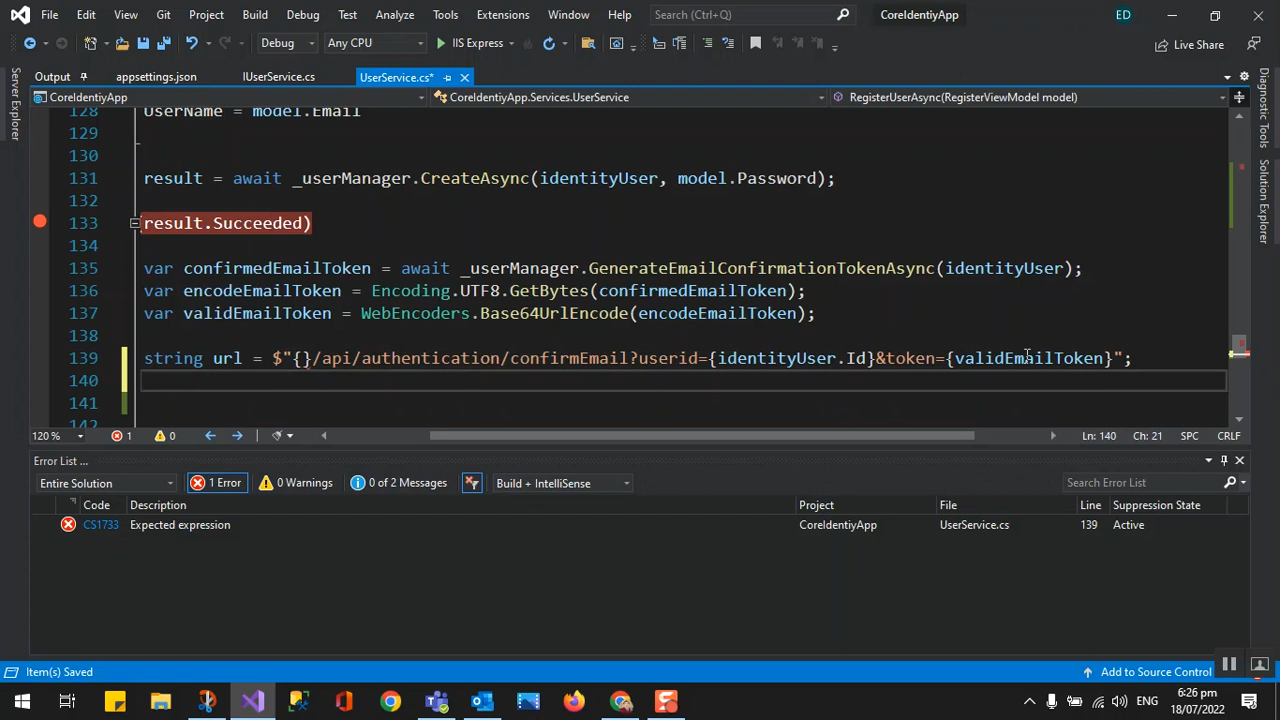 File Edit View Git Project Build Debug Test Analyze Tools Extensions Window Help Search (Ctrl+Q) CoreIdentiyApp ED
Debug Any CPU IIS Express Live Share
Output appsettings.json IUserService.cs UserService.cs*
CoreIdentiyApp CoreIdentiyApp.Services.UserService RegisterUserAsync(RegisterViewModel model)
Server Explorer
Diagnostic Tools
Solution Explorer
128 UserName = model.Email
129
130
131 result = await _userManager.CreateAsync(identityUser, model.Password);
132
133 result.Succeeded)
134
135 var confirmedEmailToken = await _userManager.GenerateEmailConfirmationTokenAsync(identityUser);
136 var encodeEmailToken = Encoding.UTF8.GetBytes(confirmedEmailToken);
137 var validEmailToken = WebEncoders.Base64UrlEncode(encodeEmailToken);
138
139 string url = $"{}/api/authentication/confirmEmail?userid={identityUser.Id}&token={validEmailToken}";
140
141
142
120 % 1 0 Ln: 140 Ch: 21 SPC CRLF
Error List ...
Entire Solution 1 Error 0 Warnings 0 of 2 Messages Build + IntelliSense Search Error List
Code Description Project File Line Suppression State
CS1733 Expected expression CoreIdentiyApp UserService.cs 139 Active
Item(s) Saved Add to Source Control
ENG 6:26 pm
18/07/2022